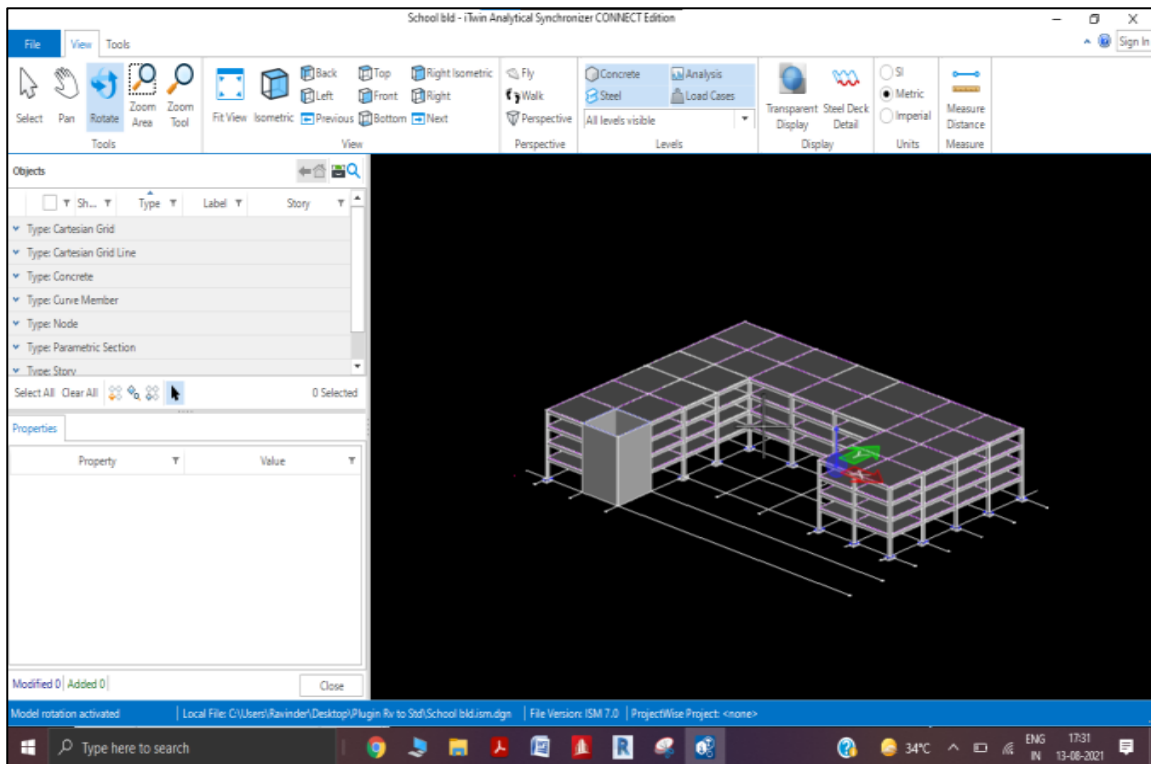 School bld - iTwin Analytical Synchronizer CONNECT Edition
File View Tools
Sign In
Select Pan Rotate Zoom Area Zoom Tool
Tools
Fit View Isometric
Back Top Right Isometric
Left Front Right
Previous Bottom Next
View
Fly
Walk
Perspective
Perspective
Concrete Analysis
Steel Load Cases
All levels visible
Levels
Transparent Display Steel Deck Detail
Display
SI
Metric
Imperial
Units
Measure Distance
Measure
Objects
Sh... Type Label Story
Type: Cartesian Grid
Type: Cartesian Grid Line
Type: Concrete
Type: Curve Member
Type: Node
Type: Parametric Section
Type: Story
Select All Clear All 0 Selected
Properties
Property Value
Modified 0 Added 0 Close
Model rotation activated Local File: C:\Users\Ravinder\Desktop\Plugin Rv to Std\School bld.ism.dgn File Version: ISM 7.0 ProjectWise Project: <none>
Type here to search
34°C
ENG
IN
17:31
13-08-2021